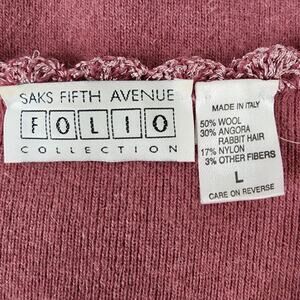 SAKS FIFTH AVENUE
FOLIO
COLLECTION
MADE IN ITALY
50% WOOL
30% ANGORA
RABBIT HAIR
17% NYLON
3% OTHER FIBERS
L
CARE ON REVERSE